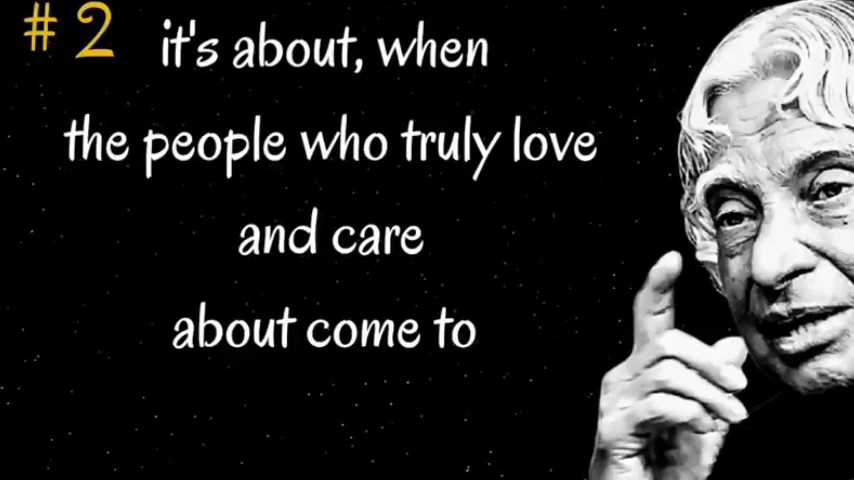 # 2 it's about, when
the people who truly love
and care
about come to